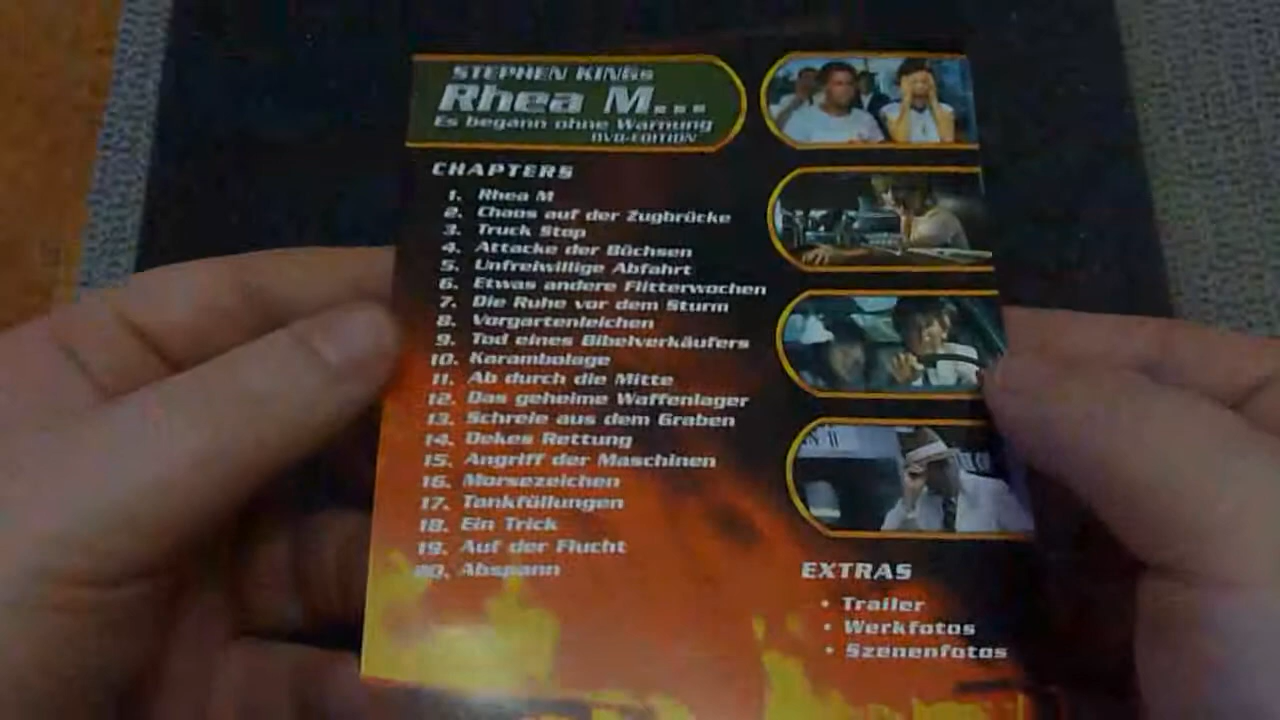 STEPHEN KINGs
Rhea M...
Es begann ohne Warnung
DVD-EDITION
CHAPTERS
1. Rhea M
2. Chaos auf der Zugbrücke
3. Truck Stop
4. Attacke der Büchsen
5. Unfreiwillige Abfahrt
6. Etwas andere Flitterwochen
7. Die Ruhe vor dem Sturm
8. Vorgartenleichen
9. Tod eines Bibelverkäufers
10. Karambolage
11. Ab durch die Mitte
12. Das geheime Waffenlager
13. Schreie aus dem Graben
14. Dekes Rettung
15. Angriff der Maschinen
16. Morsezeichen
17. Tankfüllungen
18. Ein Trick
19. Auf der Flucht
20. Abspann
EXTRAS
• Trailer
• Werkfotos
• Szenenfotos